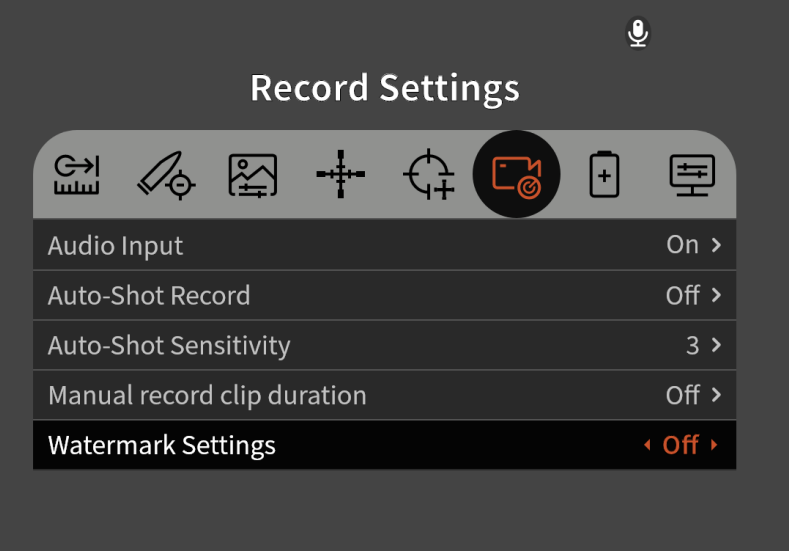 Record Settings
Audio Input On
Auto-Shot Record Off
Auto-Shot Sensitivity 3
Manual record clip duration Off
Watermark Settings Off